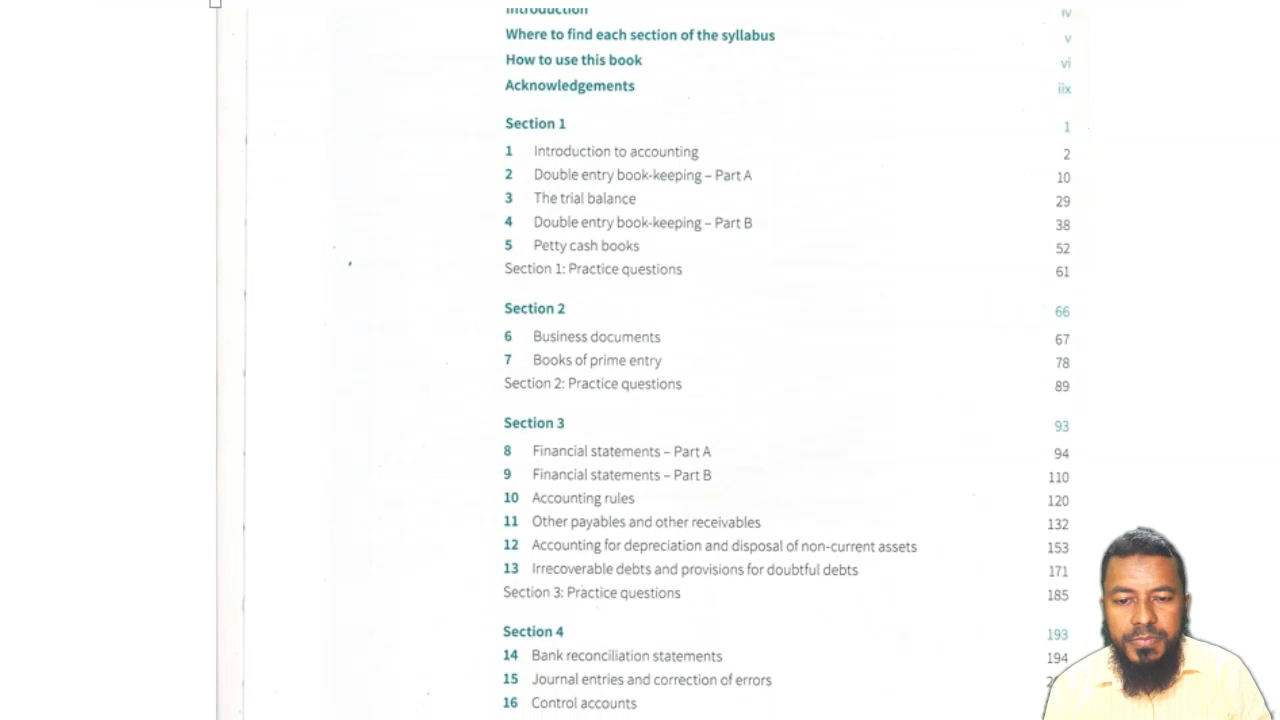 Introduction iv
Where to find each section of the syllabus v
How to use this book vi
Acknowledgements iix
Section 1 1
1 Introduction to accounting 2
2 Double entry book-keeping – Part A 10
3 The trial balance 29
4 Double entry book-keeping – Part B 38
5 Petty cash books 52
Section 1: Practice questions 61
Section 2 66
6 Business documents 67
7 Books of prime entry 78
Section 2: Practice questions 89
Section 3 93
8 Financial statements – Part A 94
9 Financial statements – Part B 110
10 Accounting rules 120
11 Other payables and other receivables 132
12 Accounting for depreciation and disposal of non-current assets 153
13 Irrecoverable debts and provisions for doubtful debts 171
Section 3: Practice questions 185
Section 4 193
14 Bank reconciliation statements 194
15 Journal entries and correction of errors
16 Control accounts